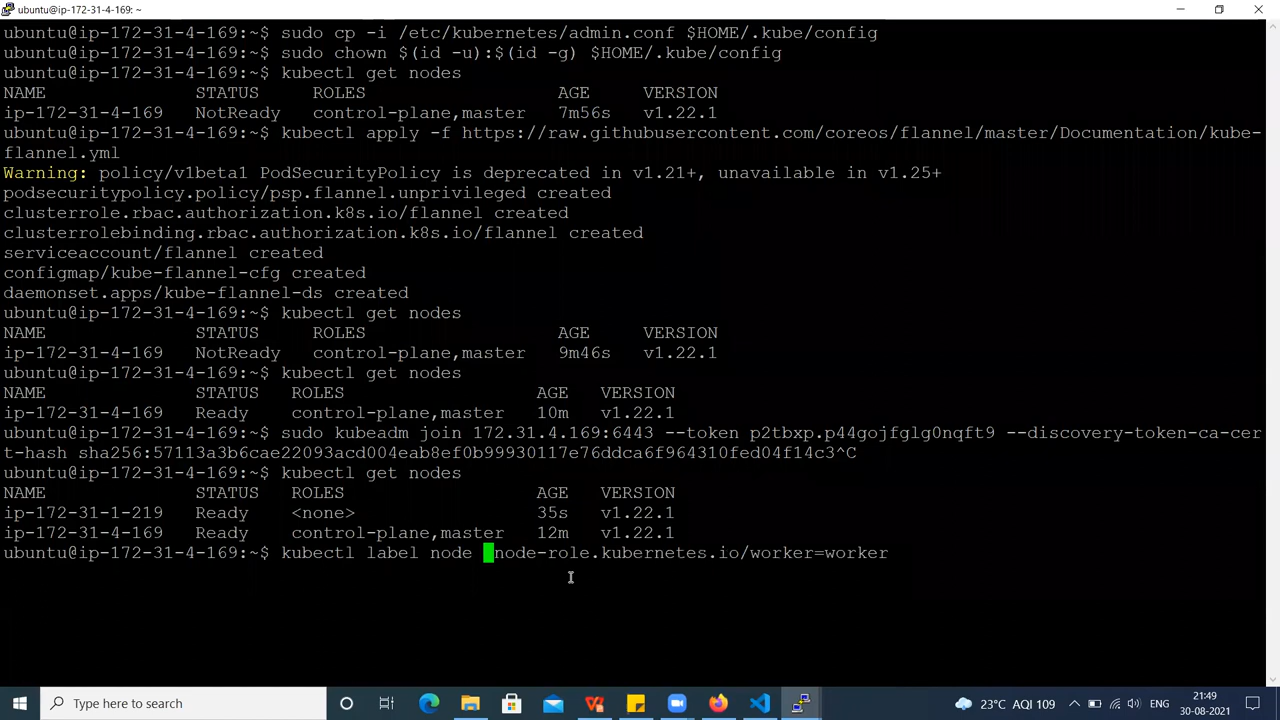 ubuntu@ip-172-31-4-169: ~
ubuntu@ip-172-31-4-169:~$ sudo cp -i /etc/kubernetes/admin.conf $HOME/.kube/config
ubuntu@ip-172-31-4-169:~$ sudo chown $(id -u):$(id -g) $HOME/.kube/config
ubuntu@ip-172-31-4-169:~$ kubectl get nodes
NAME STATUS ROLES AGE VERSION
ip-172-31-4-169 NotReady control-plane,master 7m56s v1.22.1
ubuntu@ip-172-31-4-169:~$ kubectl apply -f https://raw.githubusercontent.com/coreos/flannel/master/Documentation/kube-
flannel.yml
Warning: policy/v1beta1 PodSecurityPolicy is deprecated in v1.21+, unavailable in v1.25+
podsecuritypolicy.policy/psp.flannel.unprivileged created
clusterrole.rbac.authorization.k8s.io/flannel created
clusterrolebinding.rbac.authorization.k8s.io/flannel created
serviceaccount/flannel created
configmap/kube-flannel-cfg created
daemonset.apps/kube-flannel-ds created
ubuntu@ip-172-31-4-169:~$ kubectl get nodes
NAME STATUS ROLES AGE VERSION
ip-172-31-4-169 NotReady control-plane,master 9m46s v1.22.1
ubuntu@ip-172-31-4-169:~$ kubectl get nodes
NAME STATUS ROLES AGE VERSION
ip-172-31-4-169 Ready control-plane,master 10m v1.22.1
ubuntu@ip-172-31-4-169:~$ sudo kubeadm join 172.31.4.169:6443 --token p2tbxp.p44gojfglg0nqft9 --discovery-token-ca-cer
t-hash sha256:57113a3b6cae22093acd004eab8ef0b99930117e76ddca6f964310fed04f14c3^C
ubuntu@ip-172-31-4-169:~$ kubectl get nodes
NAME STATUS ROLES AGE VERSION
ip-172-31-1-219 Ready <none> 35s v1.22.1
ip-172-31-4-169 Ready control-plane,master 12m v1.22.1
ubuntu@ip-172-31-4-169:~$ kubectl label node node-role.kubernetes.io/worker=worker
Type here to search
23°C AQI 109
ENG
21:49
30-08-2021